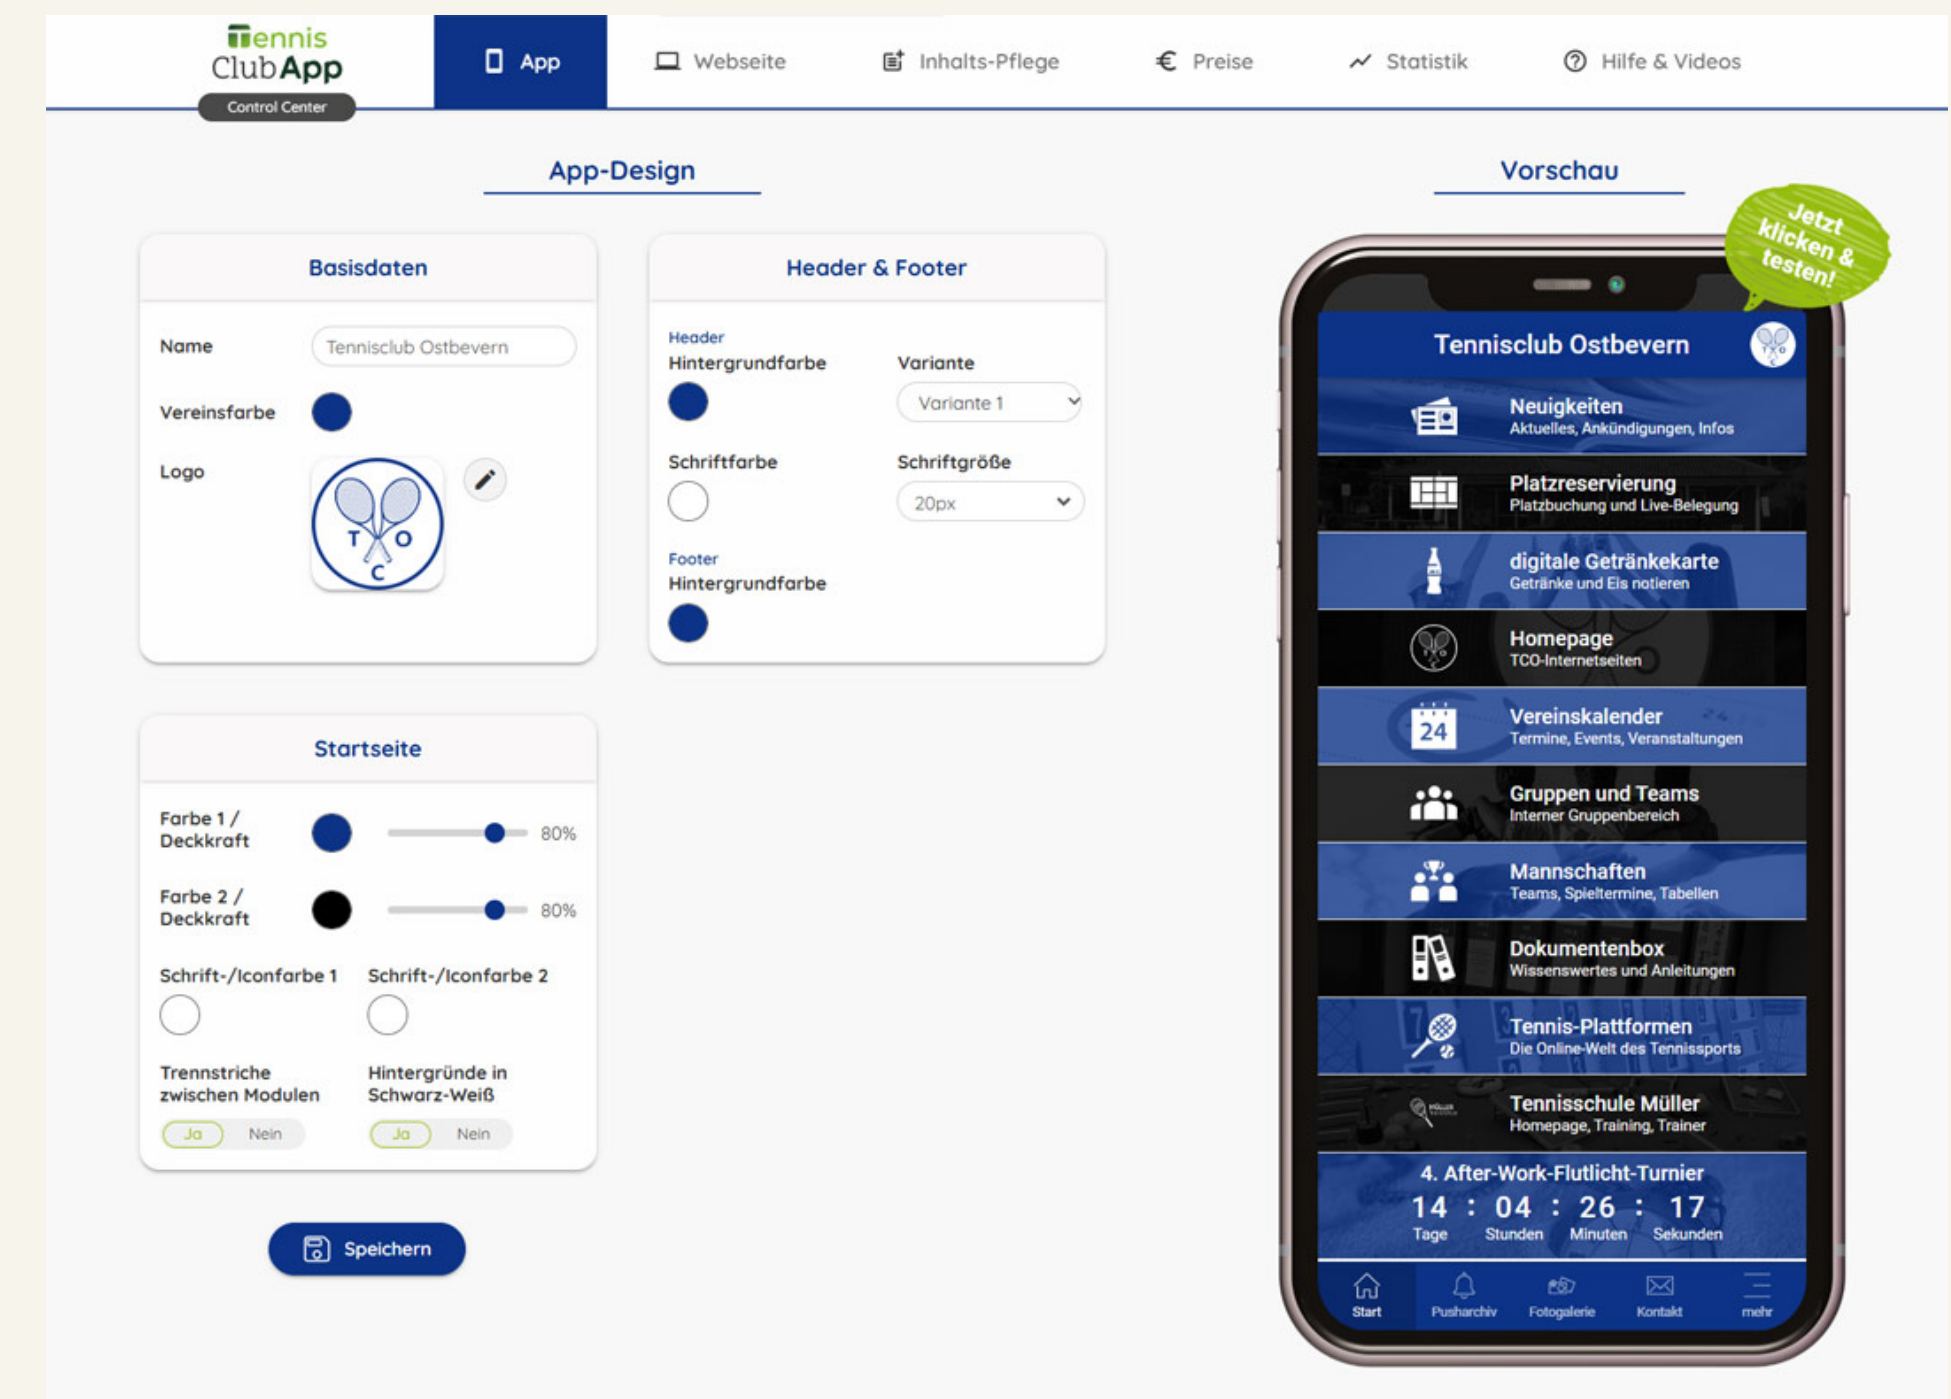 Tennis
ClubApp
Control Center
App
Webseite
Inhalts-Pflege
Preise
Statistik
Hilfe & Videos
App-Design
Basisdaten
Name
Tennisclub Ostbevern
Vereinsfarbe
Logo
T O
C
Header & Footer
Header
Hintergrundfarbe
Variante
Variante 1
Schriftfarbe
Schriftgröße
20px
Footer
Hintergrundfarbe
Startseite
Farbe 1 /
Deckkraft
80%
Farbe 2 /
Deckkraft
80%
Schrift-/Iconfarbe 1
Schrift-/Iconfarbe 2
Trennstriche
zwischen Modulen
Ja Nein
Hintergründe in
Schwarz-Weiß
Ja Nein
Speichern
Vorschau
Jetzt
klicken &
testen!
Tennisclub Ostbevern
T O
C
Neuigkeiten
Aktuelles, Ankündigungen, Infos
Platzreservierung
Platzbuchung und Live-Belegung
digitale Getränkekarte
Getränke und Eis notieren
Homepage
TCO-Internetseiten
24
Vereinskalender
Termine, Events, Veranstaltungen
Gruppen und Teams
Interner Gruppenbereich
Mannschaften
Teams, Spieltermine, Tabellen
Dokumentenbox
Wissenswertes und Anleitungen
Tennis-Plattformen
Die Online-Welt des Tennissports
MÜLLER
Tennisschule Müller
Homepage, Training, Trainer
4. After-Work-Flutlicht-Turnier
14 : 04 : 26 : 17
Tage Stunden Minuten Sekunden
Start
Pusharchiv
Fotogalerie
Kontakt
mehr